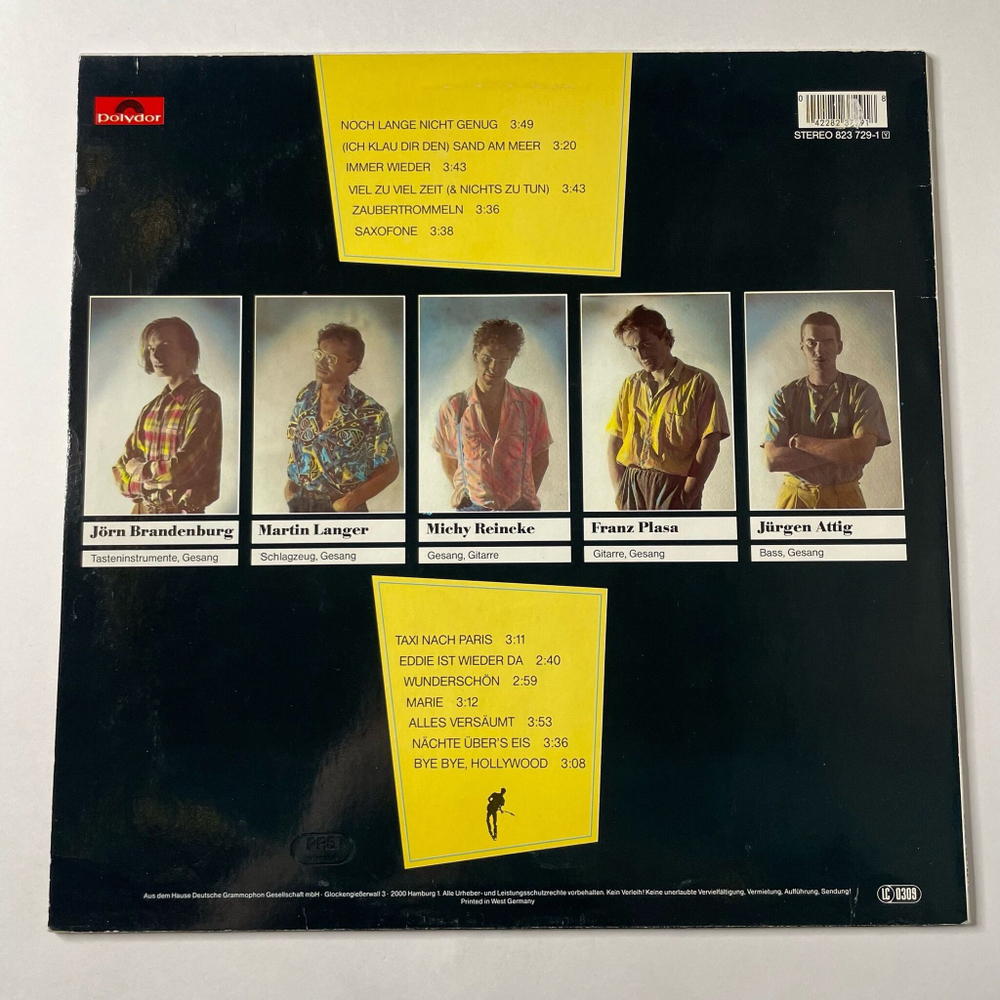 polydor
NOCH LANGE NICHT GENUG 3:49
(ICH KLAU DIR DEN) SAND AM MEER 3:20
IMMER WIEDER 3:43
VIEL ZU VIEL ZEIT (& NICHTS ZU TUN) 3:43
ZAUBERTROMMELN 3:36
SAXOFONE 3:38
0
8
42282
STEREO 823 729-1 Y
Jörn Brandenburg
Tasteninstrumente, Gesang
Martin Langer
Schlagzeug, Gesang
Michy Reincke
Gesang, Gitarre
Franz Plasa
Gitarre, Gesang
Jürgen Attig
Bass, Gesang
TAXI NACH PARIS 3:11
EDDIE IST WIEDER DA 2:40
WUNDERSCHÖN 2:59
MARIE 3:12
ALLES VERSÄUMT 3:53
NÄCHTE ÜBER'S EIS 3:36
BYE BYE, HOLLYWOOD 3:08
Aus dem Hause Deutsche Grammophon Gesellschaft mbH · Glockengießerwall 3 · 2000 Hamburg 1. Alle Urheber- und Leistungsschutzrechte vorbehalten. Kein Verleih! Keine unerlaubte Vervielfältigung, Vermietung, Aufführung, Sendung!
Printed in West Germany
LC 0309